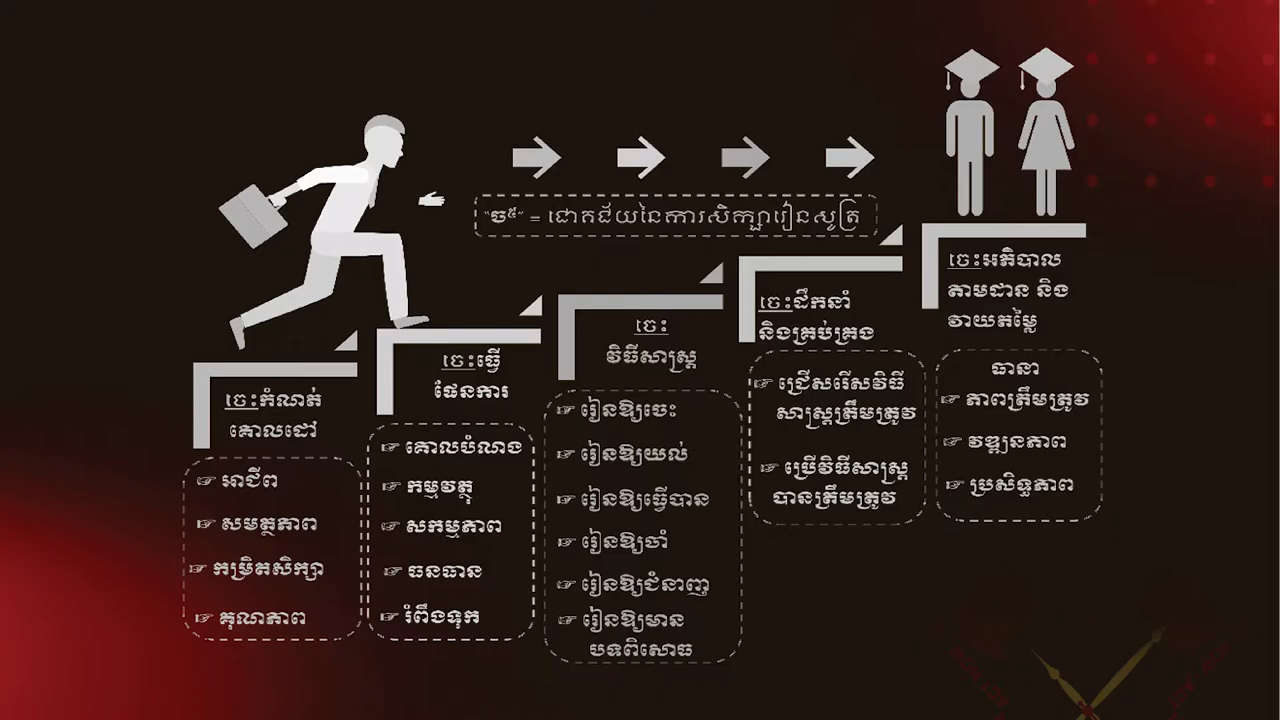 "ច៥" = ជោគជ័យនៃការសិក្សារៀនសូត្រ
ចេះកំណត់
គោលដៅ
☞ អាជីព
☞ សមត្ថភាព
☞ កម្រិតសិក្សា
☞ គុណភាព
ចេះធ្វើ
ផែនការ
☞ គោលបំណង
☞ កម្មវត្ថុ
☞ សកម្មភាព
☞ ធនធាន
☞ រំពឹងទុក
ចេះ
វិធីសាស្ត្រ
☞ រៀនឱ្យចេះ
☞ រៀនឱ្យយល់
☞ រៀនឱ្យធ្វើបាន
☞ រៀនឱ្យចាំ
☞ រៀនឱ្យជំនាញ
☞ រៀនឱ្យមាន
បទពិសោធ
ចេះដឹកនាំ
និងគ្រប់គ្រង
☞ ជ្រើសរើសវិធី
សាស្ត្រត្រឹមត្រូវ
☞ ប្រើវិធីសាស្ត្រ
បានត្រឹមត្រូវ
ចេះអភិបាល
តាមដាន និង
វាយតម្លៃ
ធានា
☞ ភាពត្រឹមត្រូវ
☞ វឌ្ឍនភាព
☞ ប្រសិទ្ធភាព